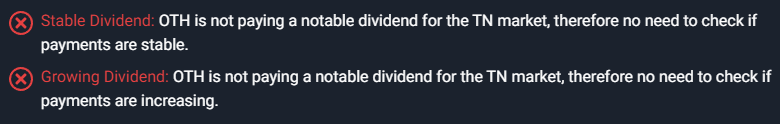 Stable Dividend: OTH is not paying a notable dividend for the TN market, therefore no need to check if
payments are stable.
Growing Dividend: OTH is not paying a notable dividend for the TN market, therefore no need to check if
payments are increasing.